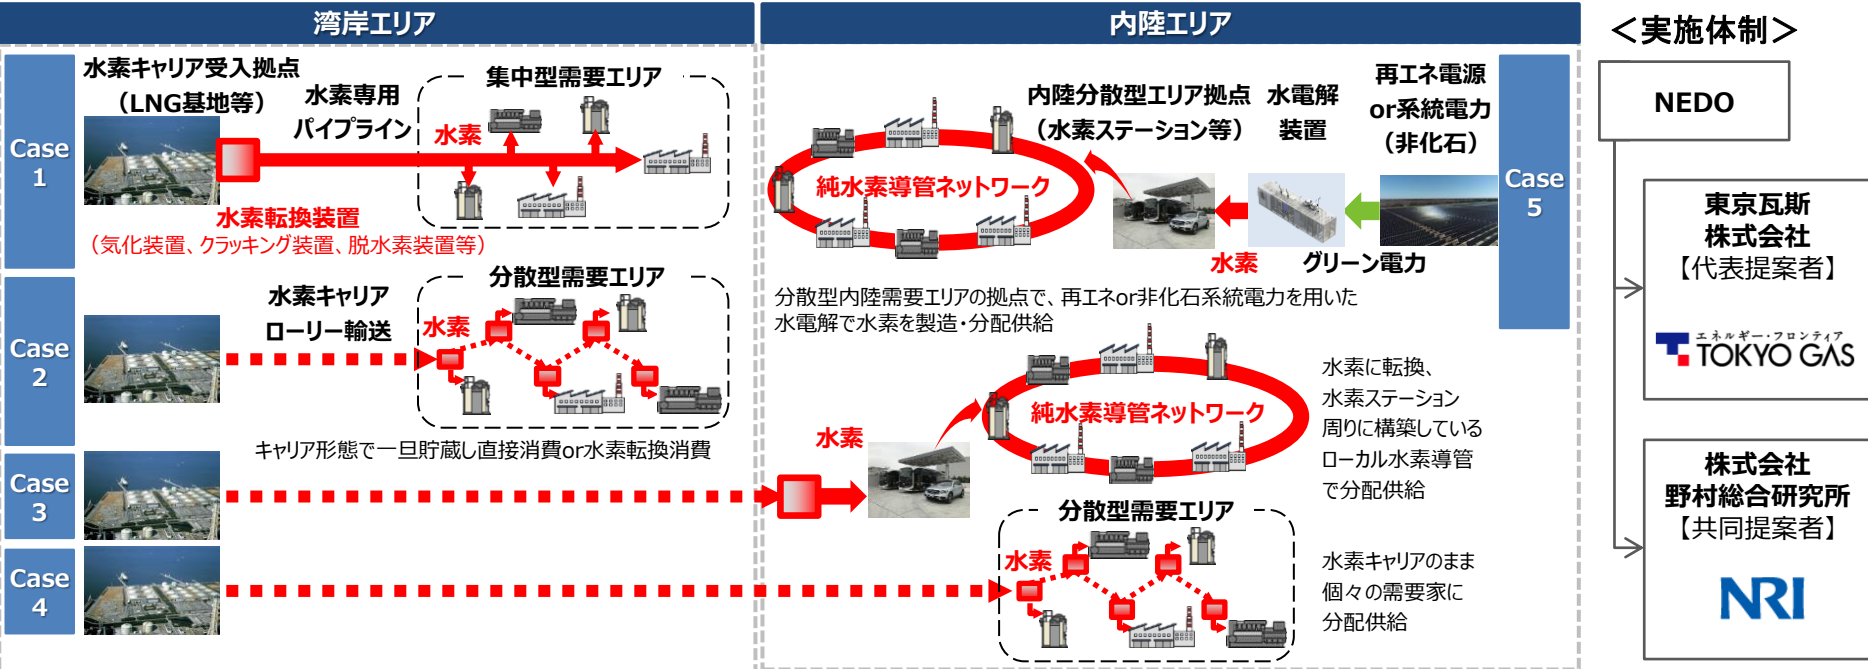 湾岸エリア
内陸エリア
＜実施体制＞
Case
1
水素キャリア受入拠点
（LNG基地等）
水素専用
パイプライン
集中型需要エリア
水素
水素転換装置
（気化装置、クラッキング装置、脱水素装置等）
Case
2
水素キャリア
ローリー輸送
分散型需要エリア
水素
キャリア形態で一旦貯蔵し直接消費or水素転換消費
Case
3
Case
4
純水素導管ネットワーク
内陸分散型エリア拠点
（水素ステーション等）
水電解
装置
再エネ電源
or系統電力
（非化石）
Case
5
水素
グリーン電力
分散型内陸需要エリアの拠点で、再エネor非化石系統電力を用いた
水電解で水素を製造・分配供給
水素
純水素導管ネットワーク
水素に転換、
水素ステーション
周りに構築している
ローカル水素導管
で分配供給
分散型需要エリア
水素
水素キャリアのまま
個々の需要家に
分配供給
NEDO
東京瓦斯
株式会社
【代表提案者】
エネルギー・フロンティア
TOKYO GAS
株式会社
野村総合研究所
【共同提案者】
NRI